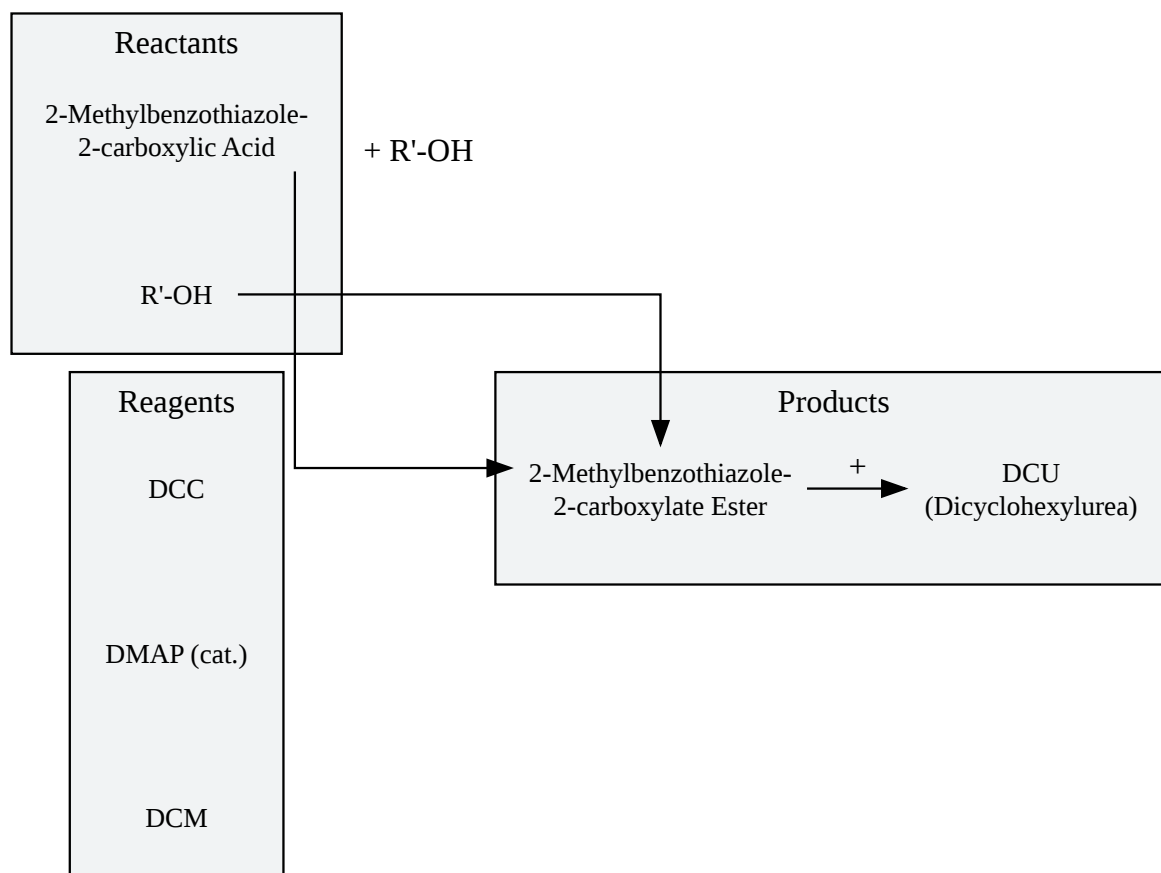 Reactants
2-Methylbenzothiazole-
2-carboxylic Acid
+ R'-OH
R'-OH
Reagents
DCC
DMAP (cat.)
DCM
Products
2-Methylbenzothiazole-
2-carboxylate Ester
+
DCU
(Dicyclohexylurea)